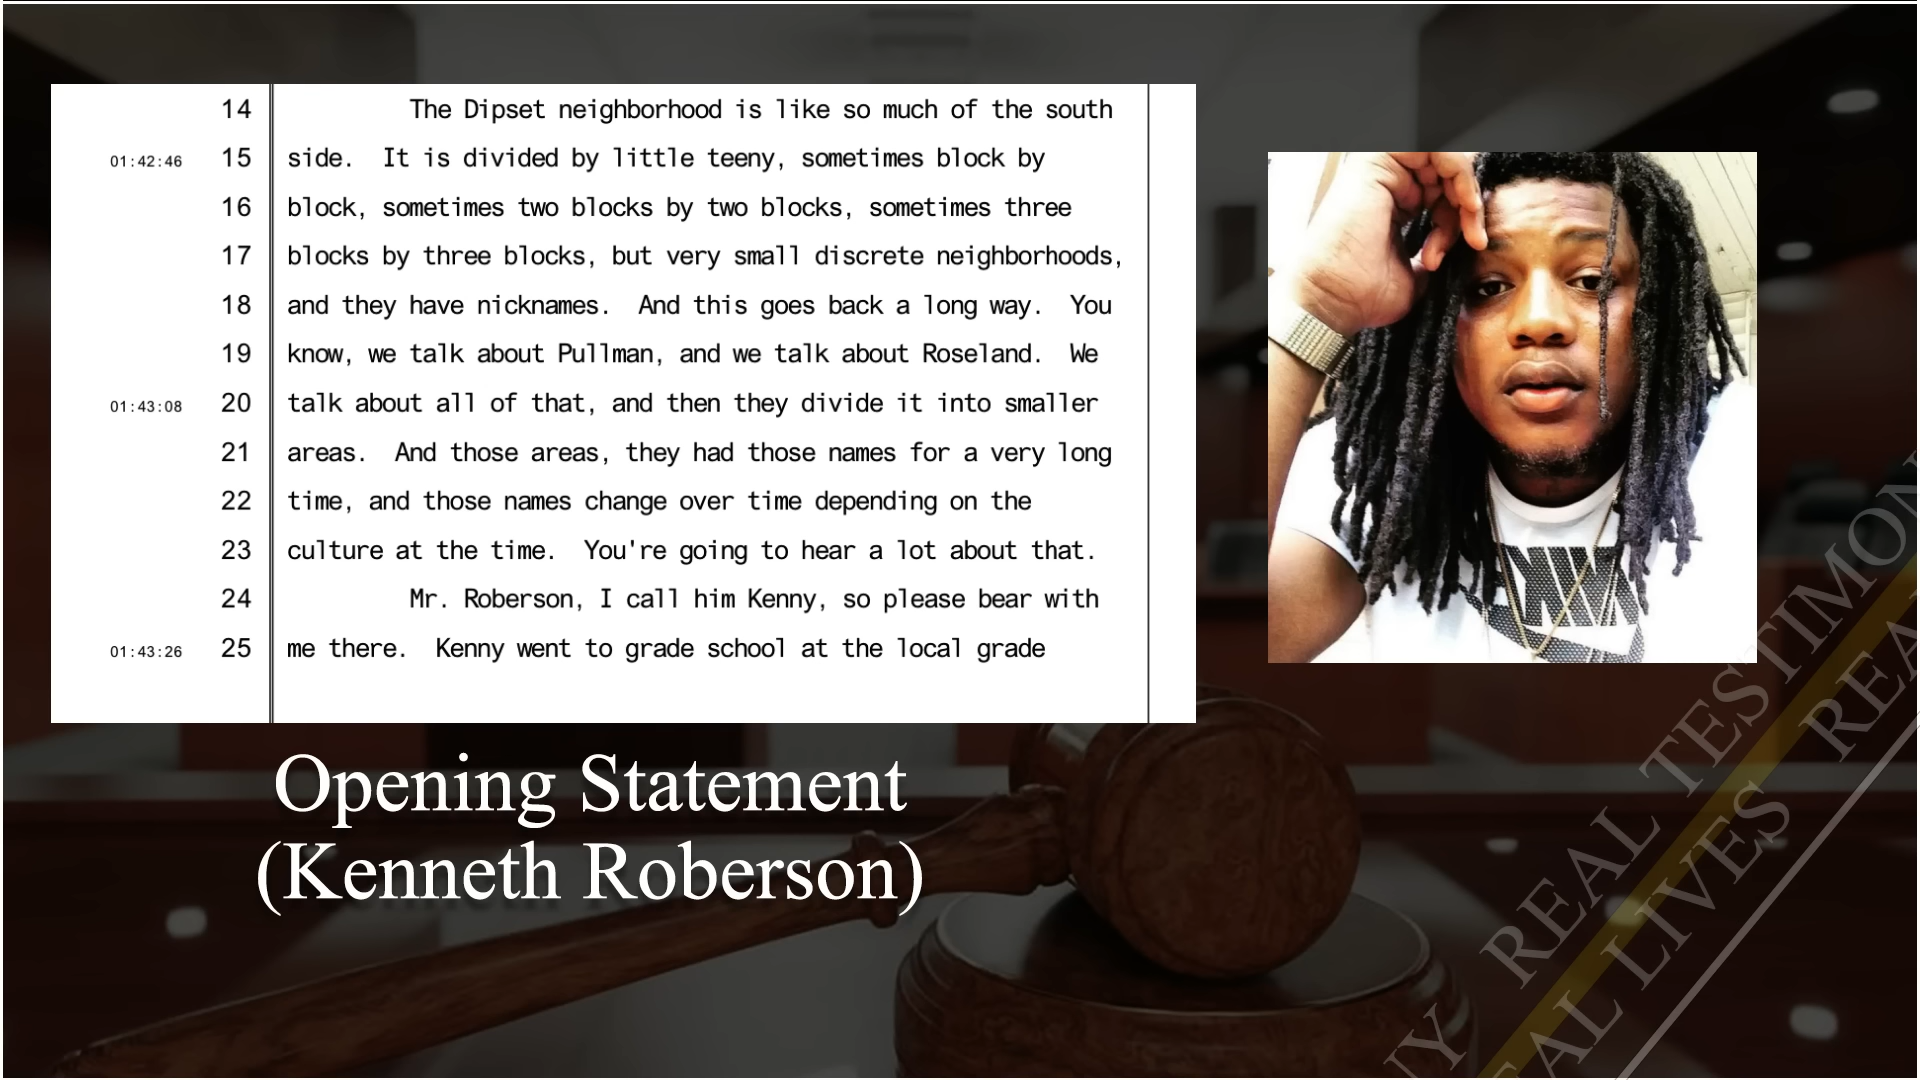 14 The Dipset neighborhood is like so much of the south
01:42:46 15 side. It is divided by little teeny, sometimes block by
16 block, sometimes two blocks by two blocks, sometimes three
17 blocks by three blocks, but very small discrete neighborhoods,
18 and they have nicknames. And this goes back a long way. You
19 know, we talk about Pullman, and we talk about Roseland. We
01:43:08 20 talk about all of that, and then they divide it into smaller
21 areas. And those areas, they had those names for a very long
22 time, and those names change over time depending on the
23 culture at the time. You're going to hear a lot about that.
24 Mr. Roberson, I call him Kenny, so please bear with
01:43:26 25 me there. Kenny went to grade school at the local grade
Opening Statement
(Kenneth Roberson)
REAL TESTIMON
REAL LIVES REA